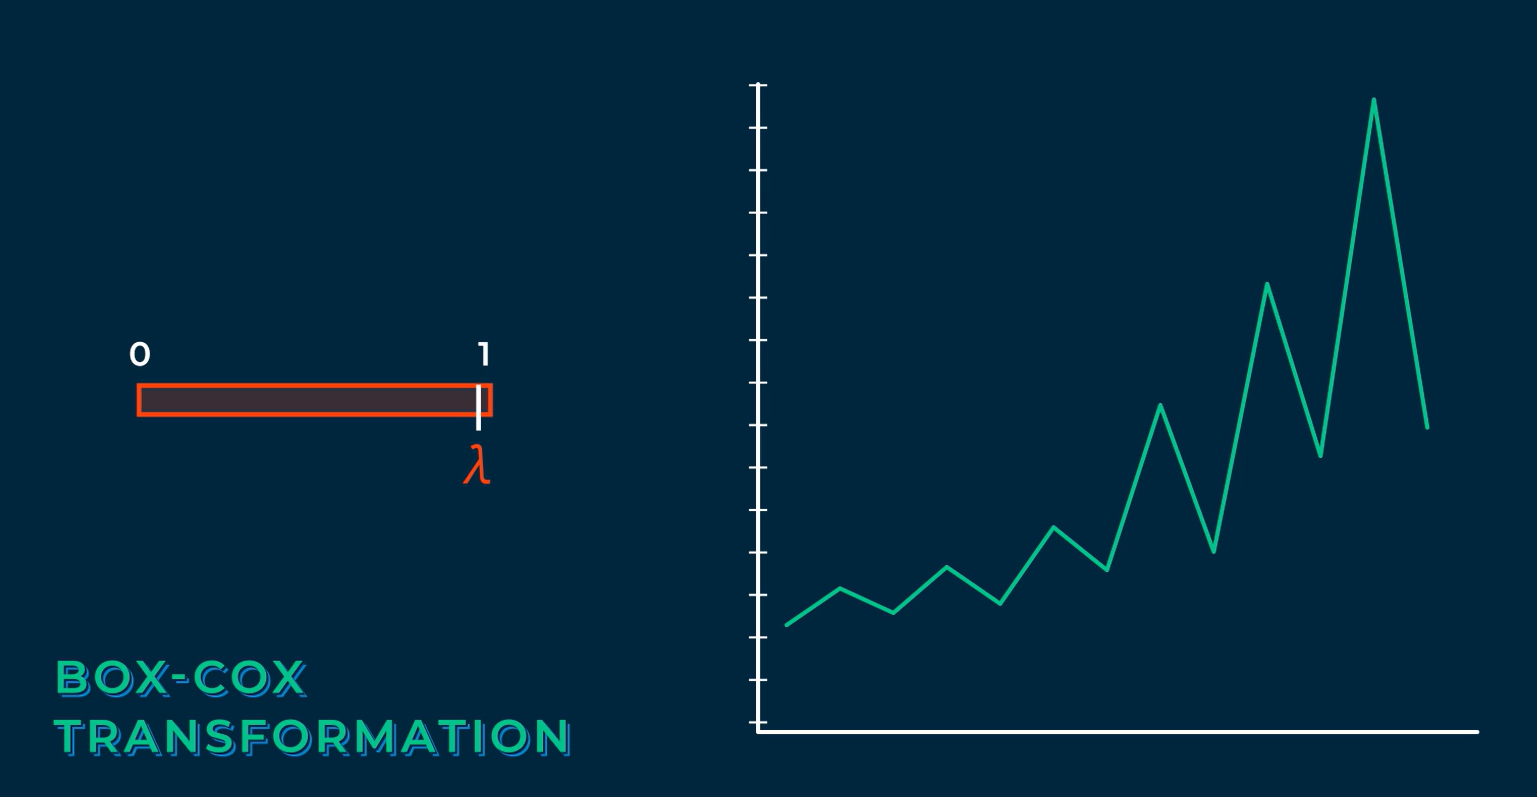 0 1
λ
BOX-COX
TRANSFORMATION